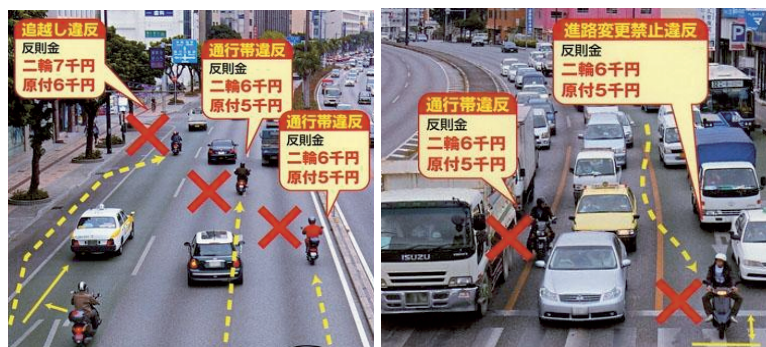 追越し違反
反則金
二輪7千円
原付6千円
通行帯違反
反則金
二輪6千円
原付5千円
通行帯違反
反則金
二輪6千円
原付5千円
進路変更禁止違反
反則金
二輪6千円
原付5千円
通行帯違反
反則金
二輪6千円
原付5千円
P
ISUZU